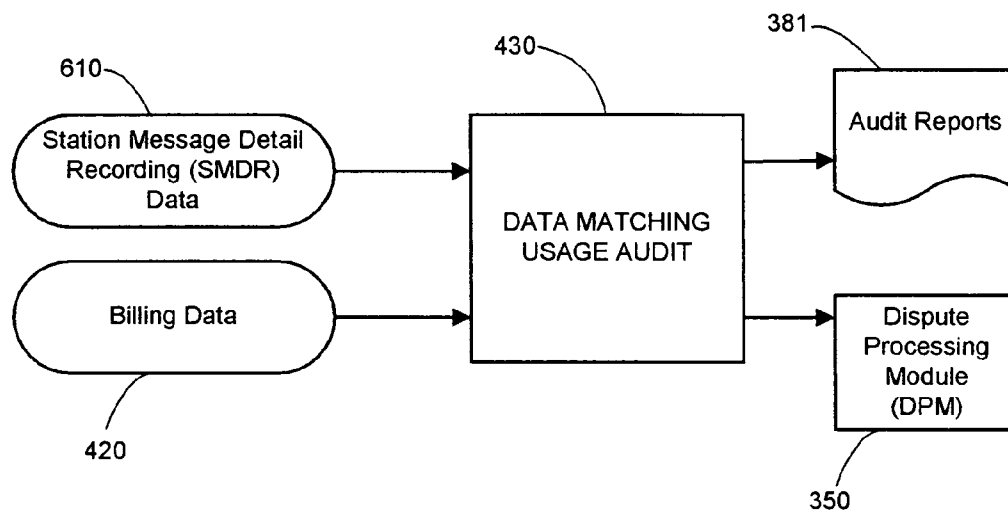 381
430
610
Station Message Detail
Recording (SMDR)
Data
Audit Reports
DATA MATCHING
USAGE AUDIT
Billing Data
Dispute
Processing
Module
(DPM)
420
350